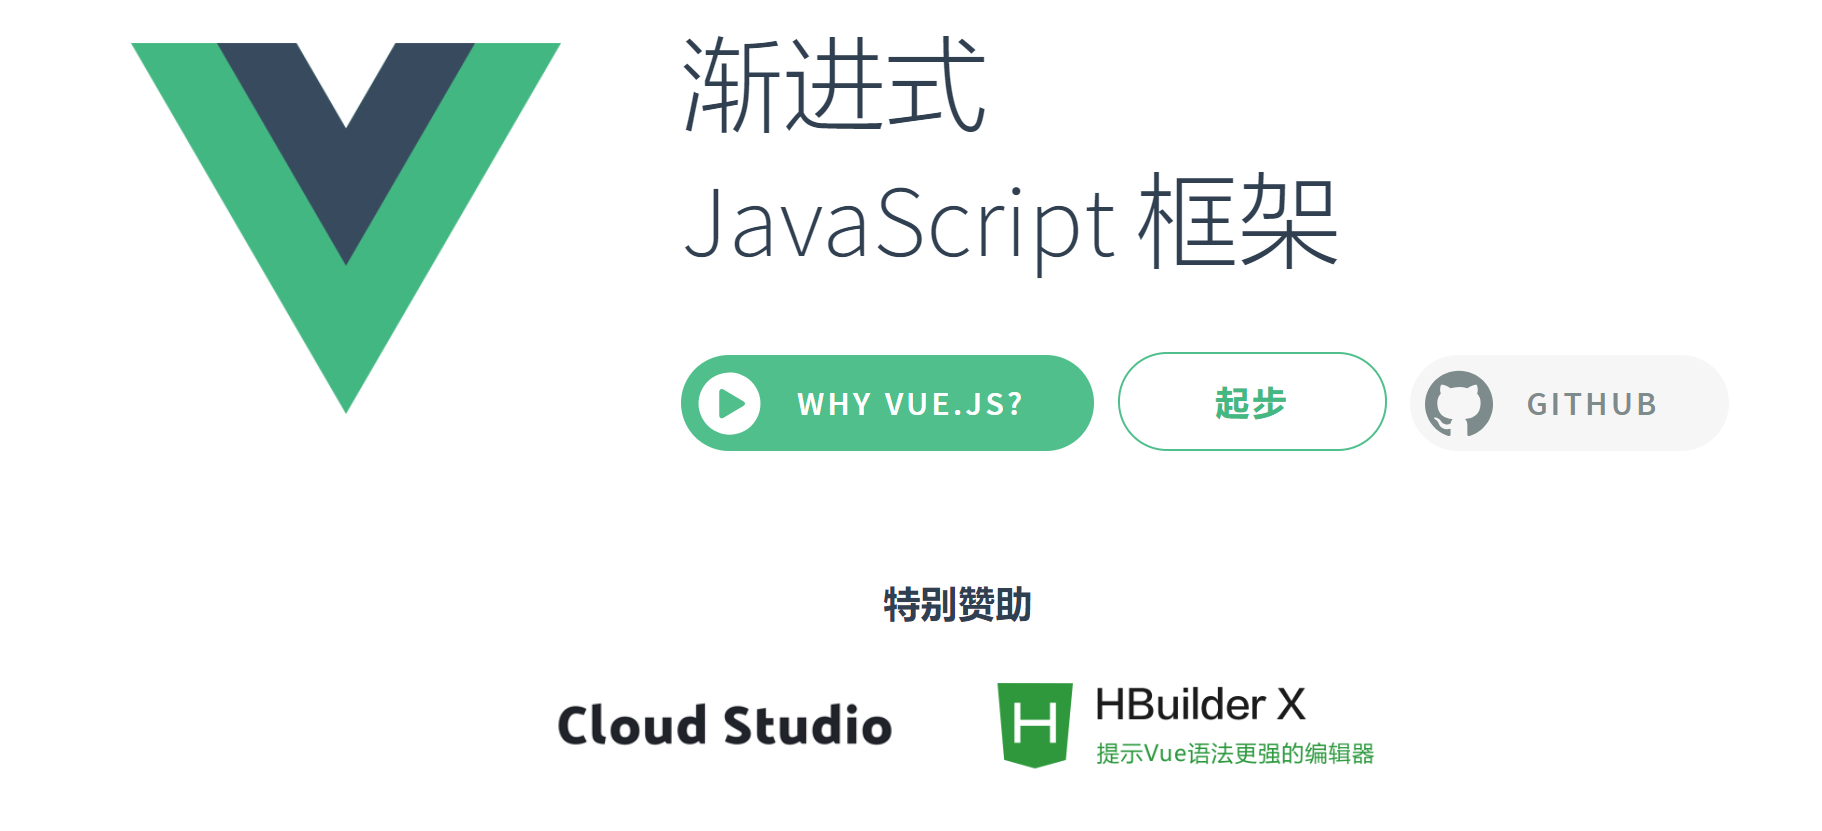 渐进式
JavaScript 框架
WHY VUE.JS?
起步
GITHUB
特别赞助
Cloud Studio
H
HBuilder X
提示Vue语法更强的编辑器